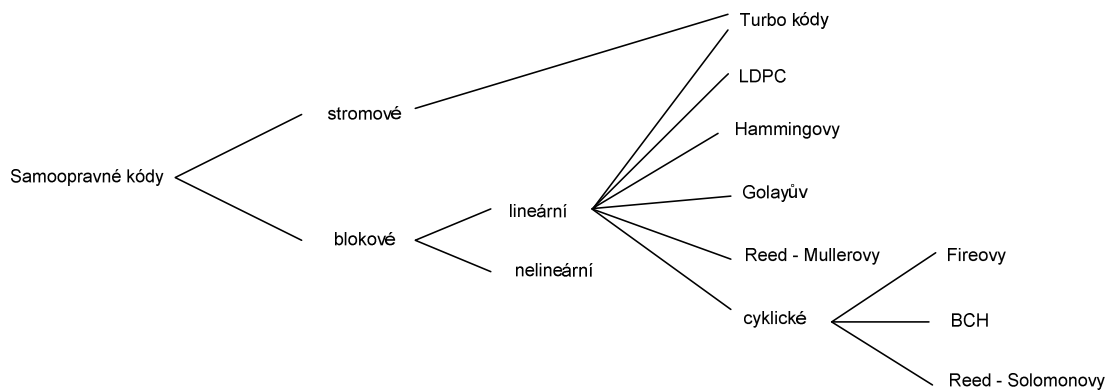 Turbo kódy
LDPC
stromové
Hammingovy
Samoopravné kódy
Golayův
lineární
blokové
Reed - Mullerovy
Fireovy
nelineární
cyklické
BCH
Reed - Solomonovy